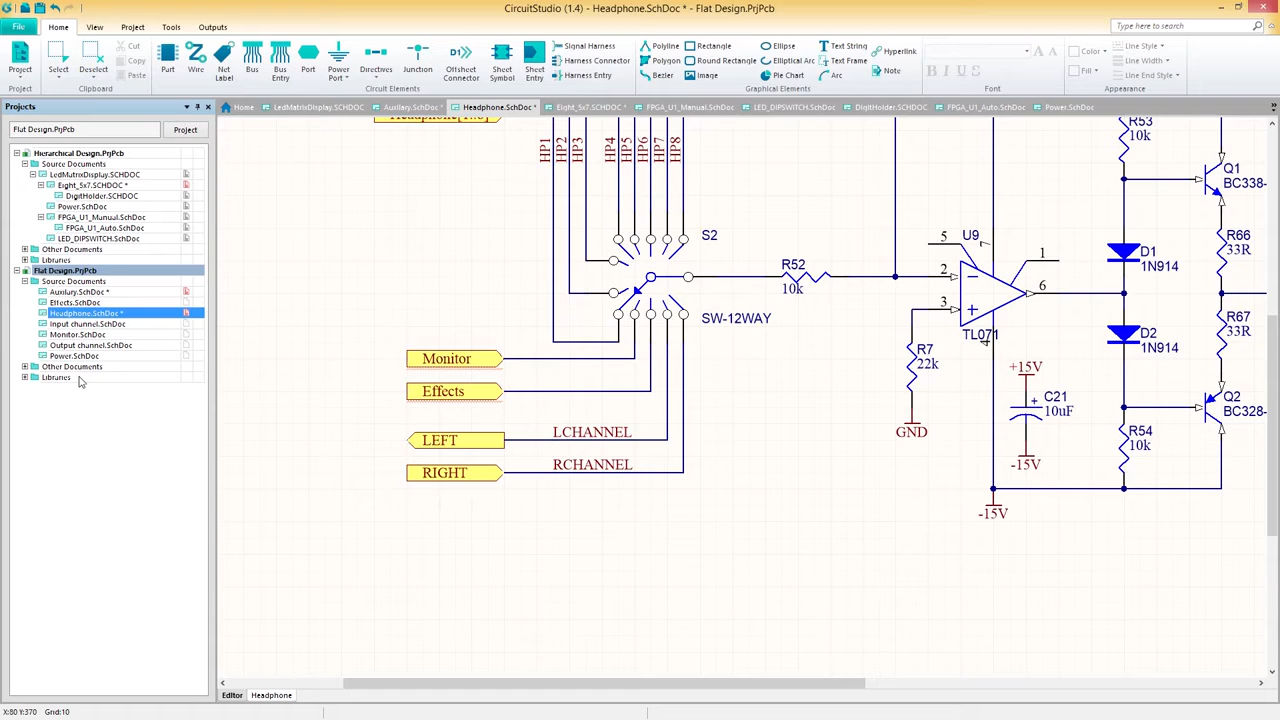 CircuitStudio (1.4) - Headphone.SchDoc * - Flat Design.PrjPcb
File
Home
View
Project
Tools
Outputs
Type here to search
Project
Select
Deselect
Cut
Copy
Paste
Part
Wire
Net Label
Bus
Bus Entry
Port
Power Port
Directives
Junction
Offsheet Connector
Sheet Symbol
Sheet Entry
Signal Harness
Harness Connector
Harness Entry
Polyline
Polygon
Bezier
Rectangle
Round Rectangle
Image
Ellipse
Elliptical Arc
Pie Chart
Text String
Text Frame
Arc
Hyperlink
Note
A A
B I U S
Color
Fill
Line Style
Line Width
Line End Style
Project
Clipboard
Circuit Elements
Graphical Elements
Font
Appearance
Projects
Home
LedMatrixDisplay.SCHDOC
Auxilary.SchDoc *
Headphone.SchDoc *
Eight_5x7.SCHDOC *
FPGA_U1_Manual.SchDoc
LED_DIPSWITCH.SchDoc
DigitHolder.SCHDOC
FPGA_U1_Auto.SchDoc
Power.SchDoc
Flat Design.PrjPcb
Project
Hierarchical Design.PrjPcb
Source Documents
LedMatrixDisplay.SCHDOC
Eight_5x7.SCHDOC *
DigitHolder.SCHDOC
Power.SchDoc
FPGA_U1_Manual.SchDoc
FPGA_U1_Auto.SchDoc
LED_DIPSWITCH.SchDoc
Other Documents
Libraries
Flat Design.PrjPcb
Source Documents
Auxilary.SchDoc *
Effects.SchDoc
Headphone.SchDoc *
Input channel.SchDoc
Monitor.SchDoc
Output channel.SchDoc
Power.SchDoc
Other Documents
Libraries
HP1
HP2
HP3
HP4
HP5
HP6
HP7
HP8
S2
SW-12WAY
Monitor
Effects
LEFT
LCHANNEL
RIGHT
RCHANNEL
R52
10k
U9
5
7
1
2
6
3
4
TL071
R7
22k
GND
+15V
C21
10uF
-15V
-15V
R53
10k
D1
1N914
D2
1N914
R54
10k
Q1
BC338-
R66
33R
R67
33R
Q2
BC328-
Editor
Headphone
X:80 Y:370 Grid:10